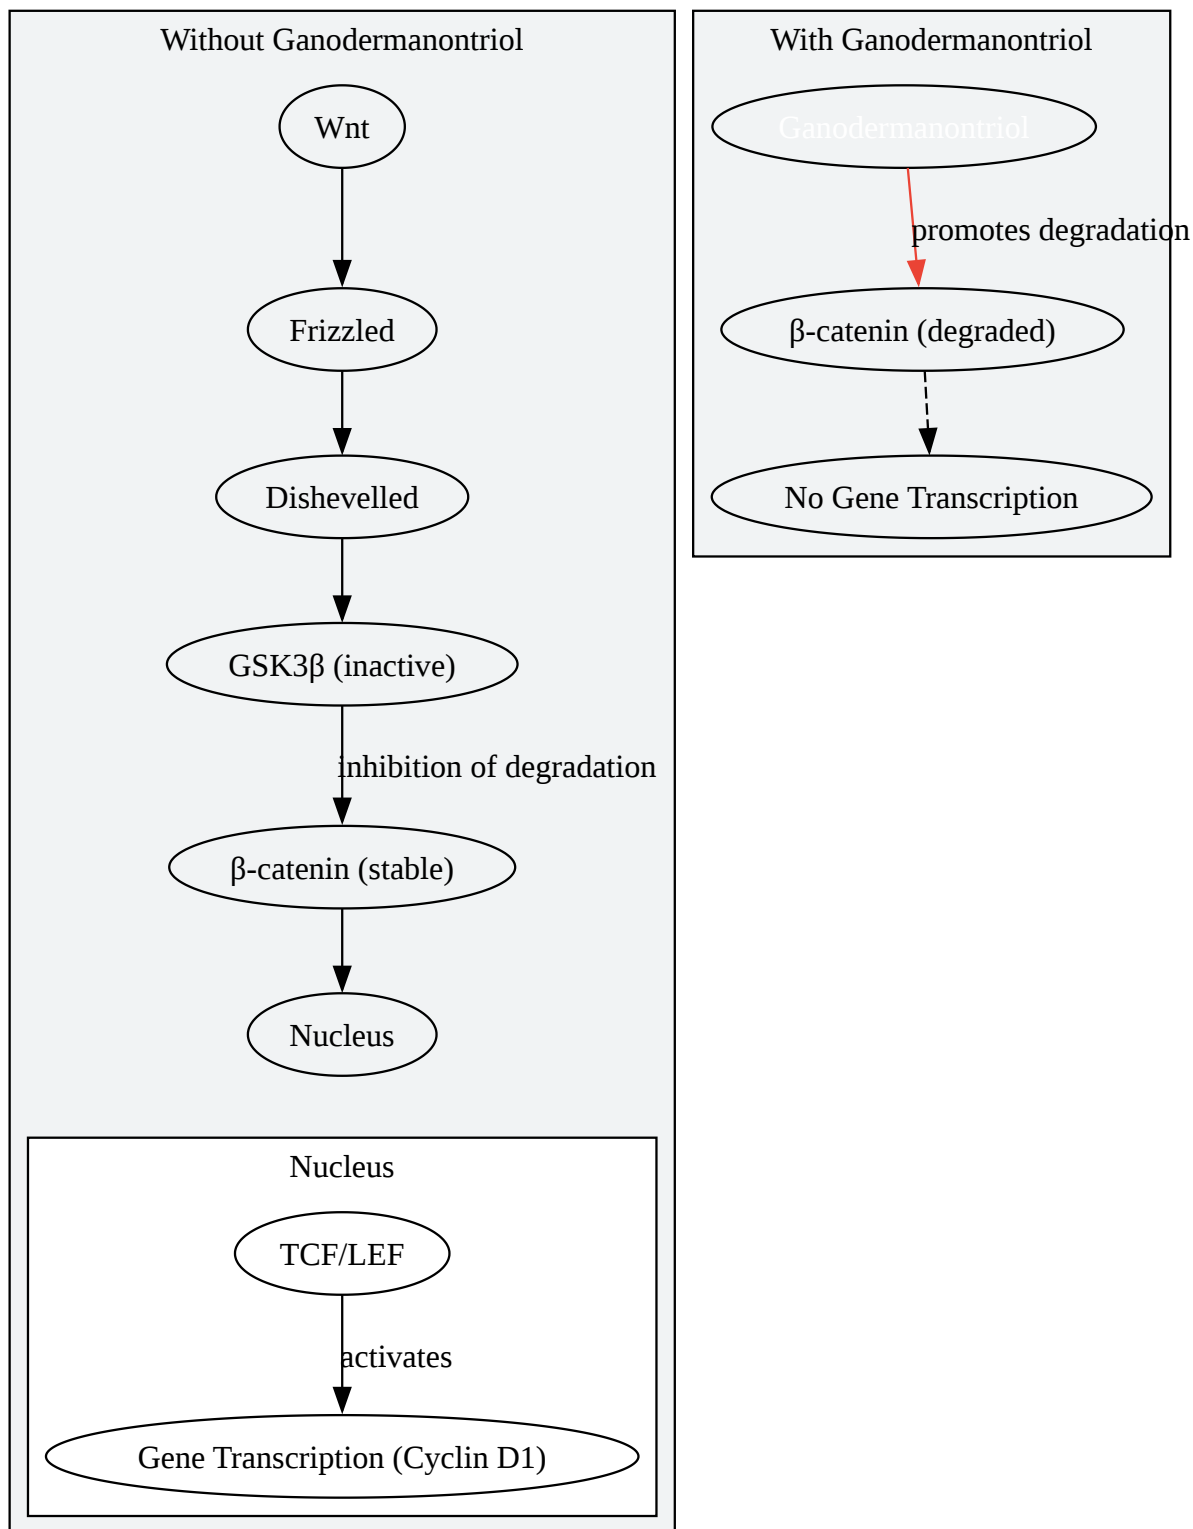 Without Ganodermanontriol
Wnt
Frizzled
Dishevelled
GSK3β (inactive)
inhibition of degradation
β-catenin (stable)
Nucleus
Nucleus
TCF/LEF
activates
Gene Transcription (Cyclin D1)
With Ganodermanontriol
Ganodermanontriol
promotes degradation
β-catenin (degraded)
No Gene Transcription